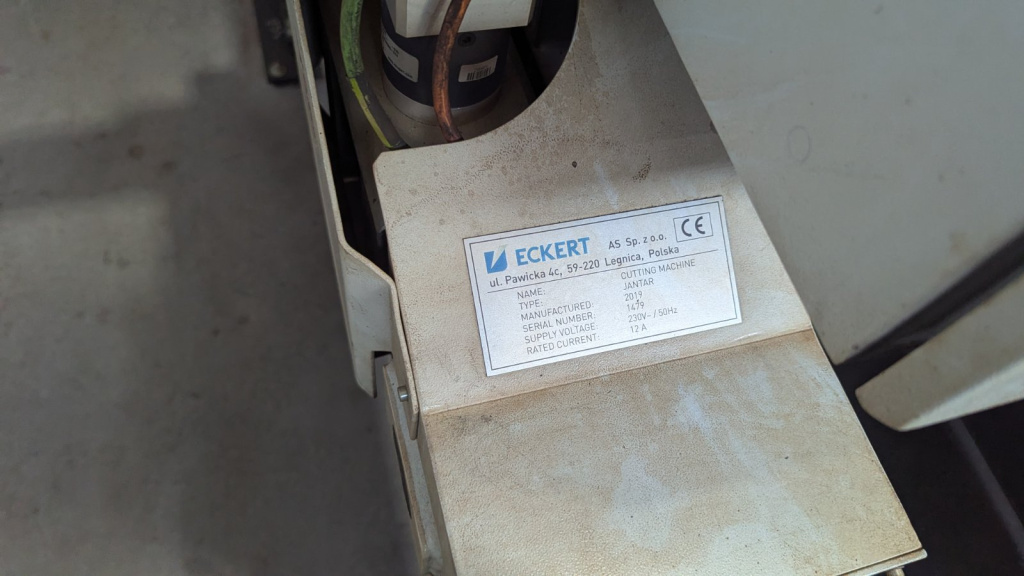 ECKERT AS Sp. z o.o. CE
ul. Pawicka 4c, 59-220 Legnica, Polska
NAME: CUTTING MACHINE
TYPE: JANTAR
MANUFACTURED: 2019
SERIAL NUMBER: 1479
SUPPLY VOLTAGE 230V~ / 50Hz
RATED CURRENT: 12 A